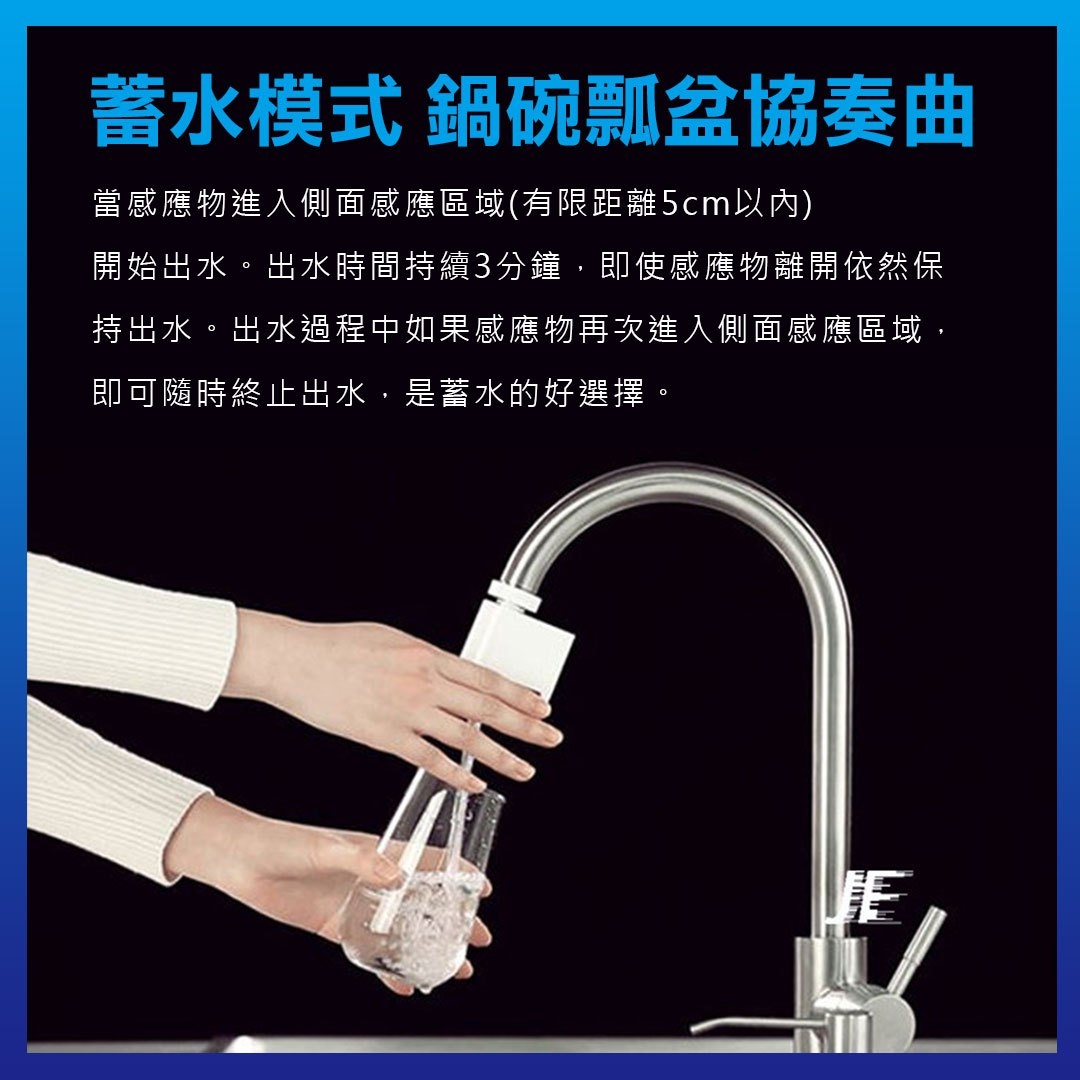 蓄水模式 鍋碗瓢盆協奏曲
當感應物進入側面感應區域(有限距離5cm以內)
開始出水。出水時間持續3分鐘，即使感應物離開依然保
持出水。出水過程中如果感應物再次進入側面感應區域，
即可隨時終止出水，是蓄水的好選擇。
JE